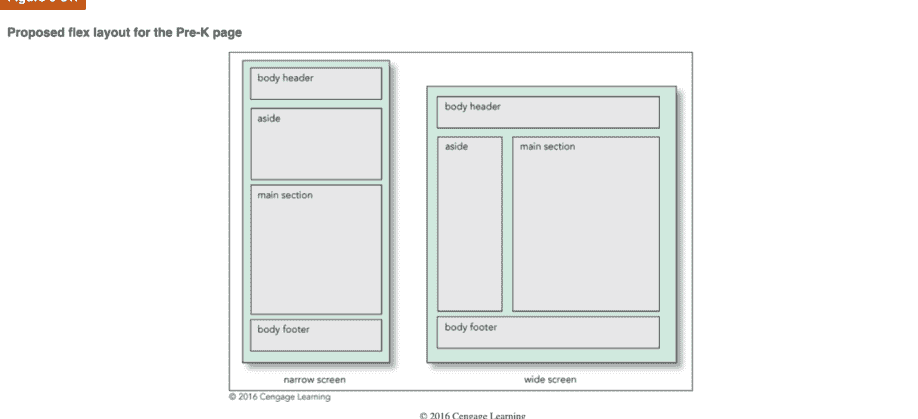 Proposed flex layout for the Pre-K page
body header
aside
main section
body footer
narrow screen
body header
aside
main section
body footer
wide screen
© 2016 Cengage Learning
© 2016 Cengage Learning